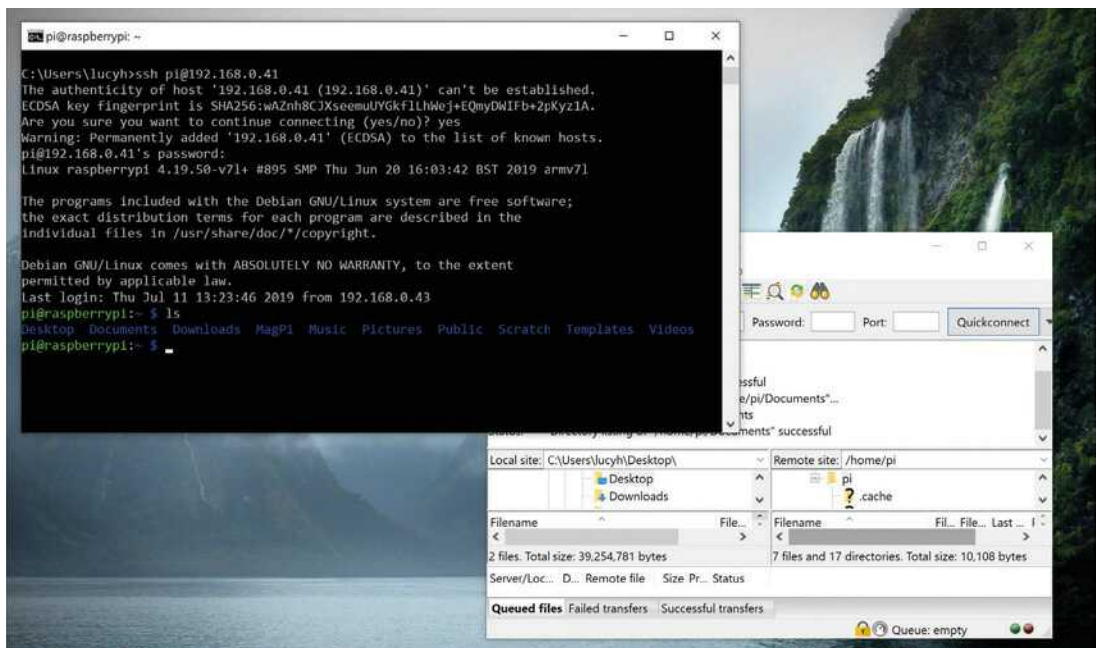 pi@raspberrypi: ~
C:\Users\lucyh>ssh pi@192.168.0.41
The authenticity of host '192.168.0.41 (192.168.0.41)' can't be established.
ECDSA key fingerprint is SHA256:wAZnh8CJXseemuUYGkflLhWej+EQmyDWIFb+2pKyz1A.
Are you sure you want to continue connecting (yes/no)? yes
Warning: Permanently added '192.168.0.41' (ECDSA) to the list of known hosts.
pi@192.168.0.41's password:
Linux raspberrypi 4.19.50-v7l+ #895 SMP Thu Jun 20 16:03:42 BST 2019 armv7l
The programs included with the Debian GNU/Linux system are free software;
the exact distribution terms for each program are described in the
individual files in /usr/share/doc/*/copyright.
Debian GNU/Linux comes with ABSOLUTELY NO WARRANTY, to the extent
permitted by applicable law.
Last login: Thu Jul 11 13:23:46 2019 from 192.168.0.43
pi@raspberrypi:~ $ ls
Desktop Documents Downloads MagPi Music Pictures Public Scratch Templates Videos
pi@raspberrypi:~ $
Password: Port: Quickconnect
essful
e/pi/Documents"...
nts
ments" successful
Local site: C:\Users\lucyh\Desktop\
Desktop
Downloads
Filename File...
2 files. Total size: 39,254,781 bytes
Remote site: /home/pi
pi
.cache
Filename Fil... File... Last ...
7 files and 17 directories. Total size: 10,108 bytes
Server/Loc... D... Remote file Size Pr... Status
Queued files Failed transfers Successful transfers
Queue: empty